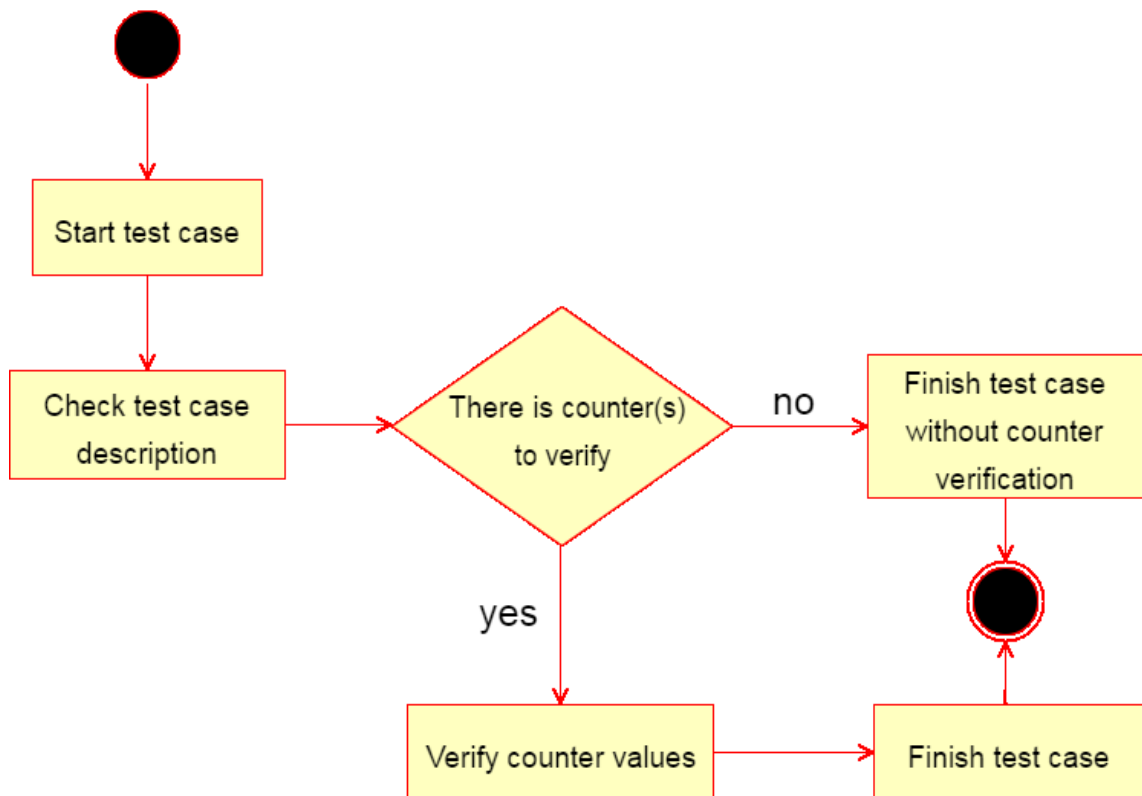 Start test case
Check test case
description
There is counter(s)
to verify
no
Finish test case
without counter
verification
yes
Verify counter values
Finish test case